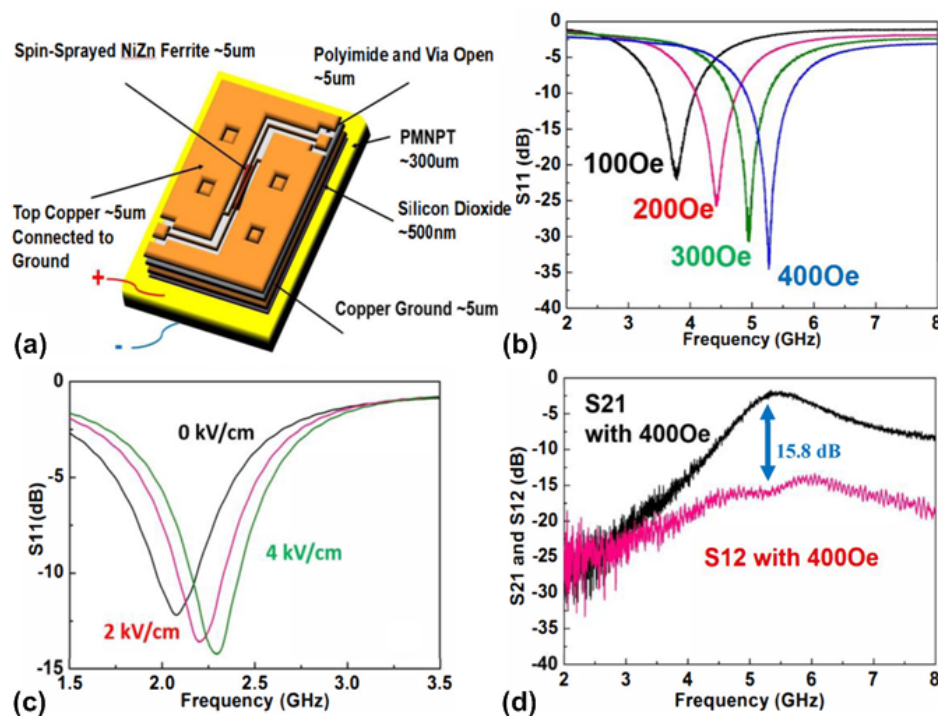 Spin-Sprayed NiZn Ferrite ~5um
Polyimide and Via Open
~5um
PMNPT
~300um
Top Copper ~5um
Connected to
Ground
Silicon Dioxide
~500nm
+
-
Copper Ground ~5um
(a)
S11 (dB)
-5
-5
-10
-15
-20
-25
-30
-35
-40
100Oe
200Oe
300Oe
400Oe
2 3 4 5 6 7 8
Frequency (GHz)
(b)
S11(dB)
0
-5
-10
-15
0 kV/cm
4 kV/cm
2 kV/cm
1.5 2.0 2.5 3.0 3.5
Frequency (GHz)
(c)
S21 and S12 (dB)
0
-5
-10
-15
-20
-25
-33
-35
-40
S21
with 400Oe
15.8 dB
S12 with 400Oe
2 3 4 5 6 7 8
Frequency (GHz)
(d)